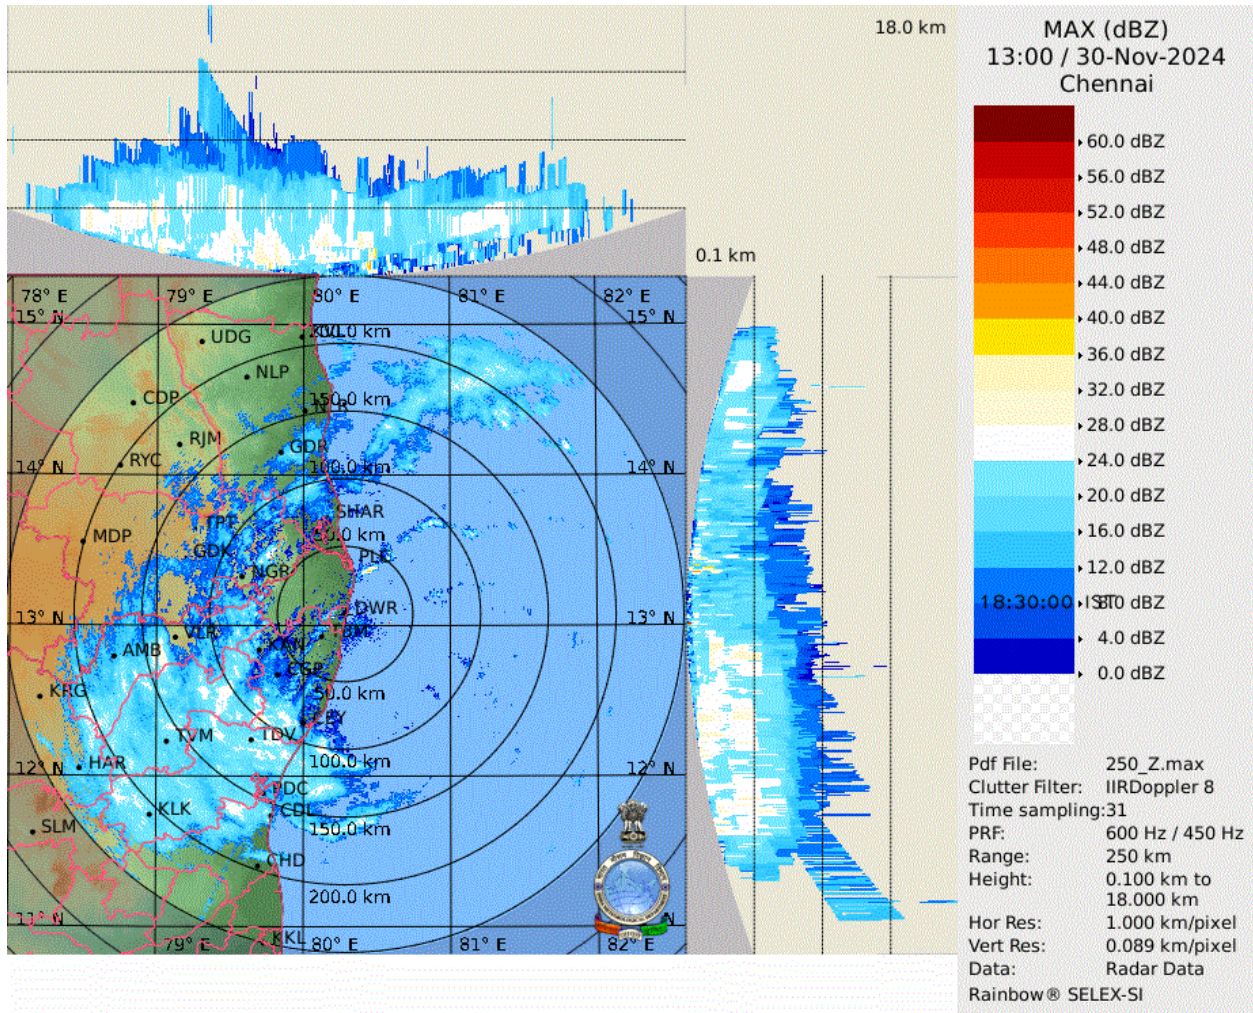 18.0 km
0.1 km
MAX (dBZ)
13:00 / 30-Nov-2024
Chennai
60.0 dBZ
56.0 dBZ
52.0 dBZ
48.0 dBZ
44.0 dBZ
40.0 dBZ
36.0 dBZ
32.0 dBZ
28.0 dBZ
24.0 dBZ
20.0 dBZ
16.0 dBZ
12.0 dBZ
18:30:00 IST
4.0 dBZ
0.0 dBZ
78° E
79° E
80° E
81° E
82° E
15° N
15° N
UDG
NLP
150.0 km
CDP
RJM
GDR
RYC
14° N
100.0 km
14° N
SHAR
TPT
MDP
50.0 km
GDK
NGR
DWR
13° N
13° N
VLR
AMB
KAN
CGP
KRG
50.0 km
TVM
TDV
HAR
100.0 km
12° N
12° N
PDC
KLK
CDL
SLM
150.0 km
CHD
200.0 km
KKL
79° E
80° E
81° E
82° E
Pdf File: 250_Z.max
Clutter Filter: IIRDoppler 8
Time sampling:31
PRF: 600 Hz / 450 Hz
Range: 250 km
Height: 0.100 km to
18.000 km
Hor Res: 1.000 km/pixel
Vert Res: 0.089 km/pixel
Data: Radar Data
Rainbow® SELEX-SI